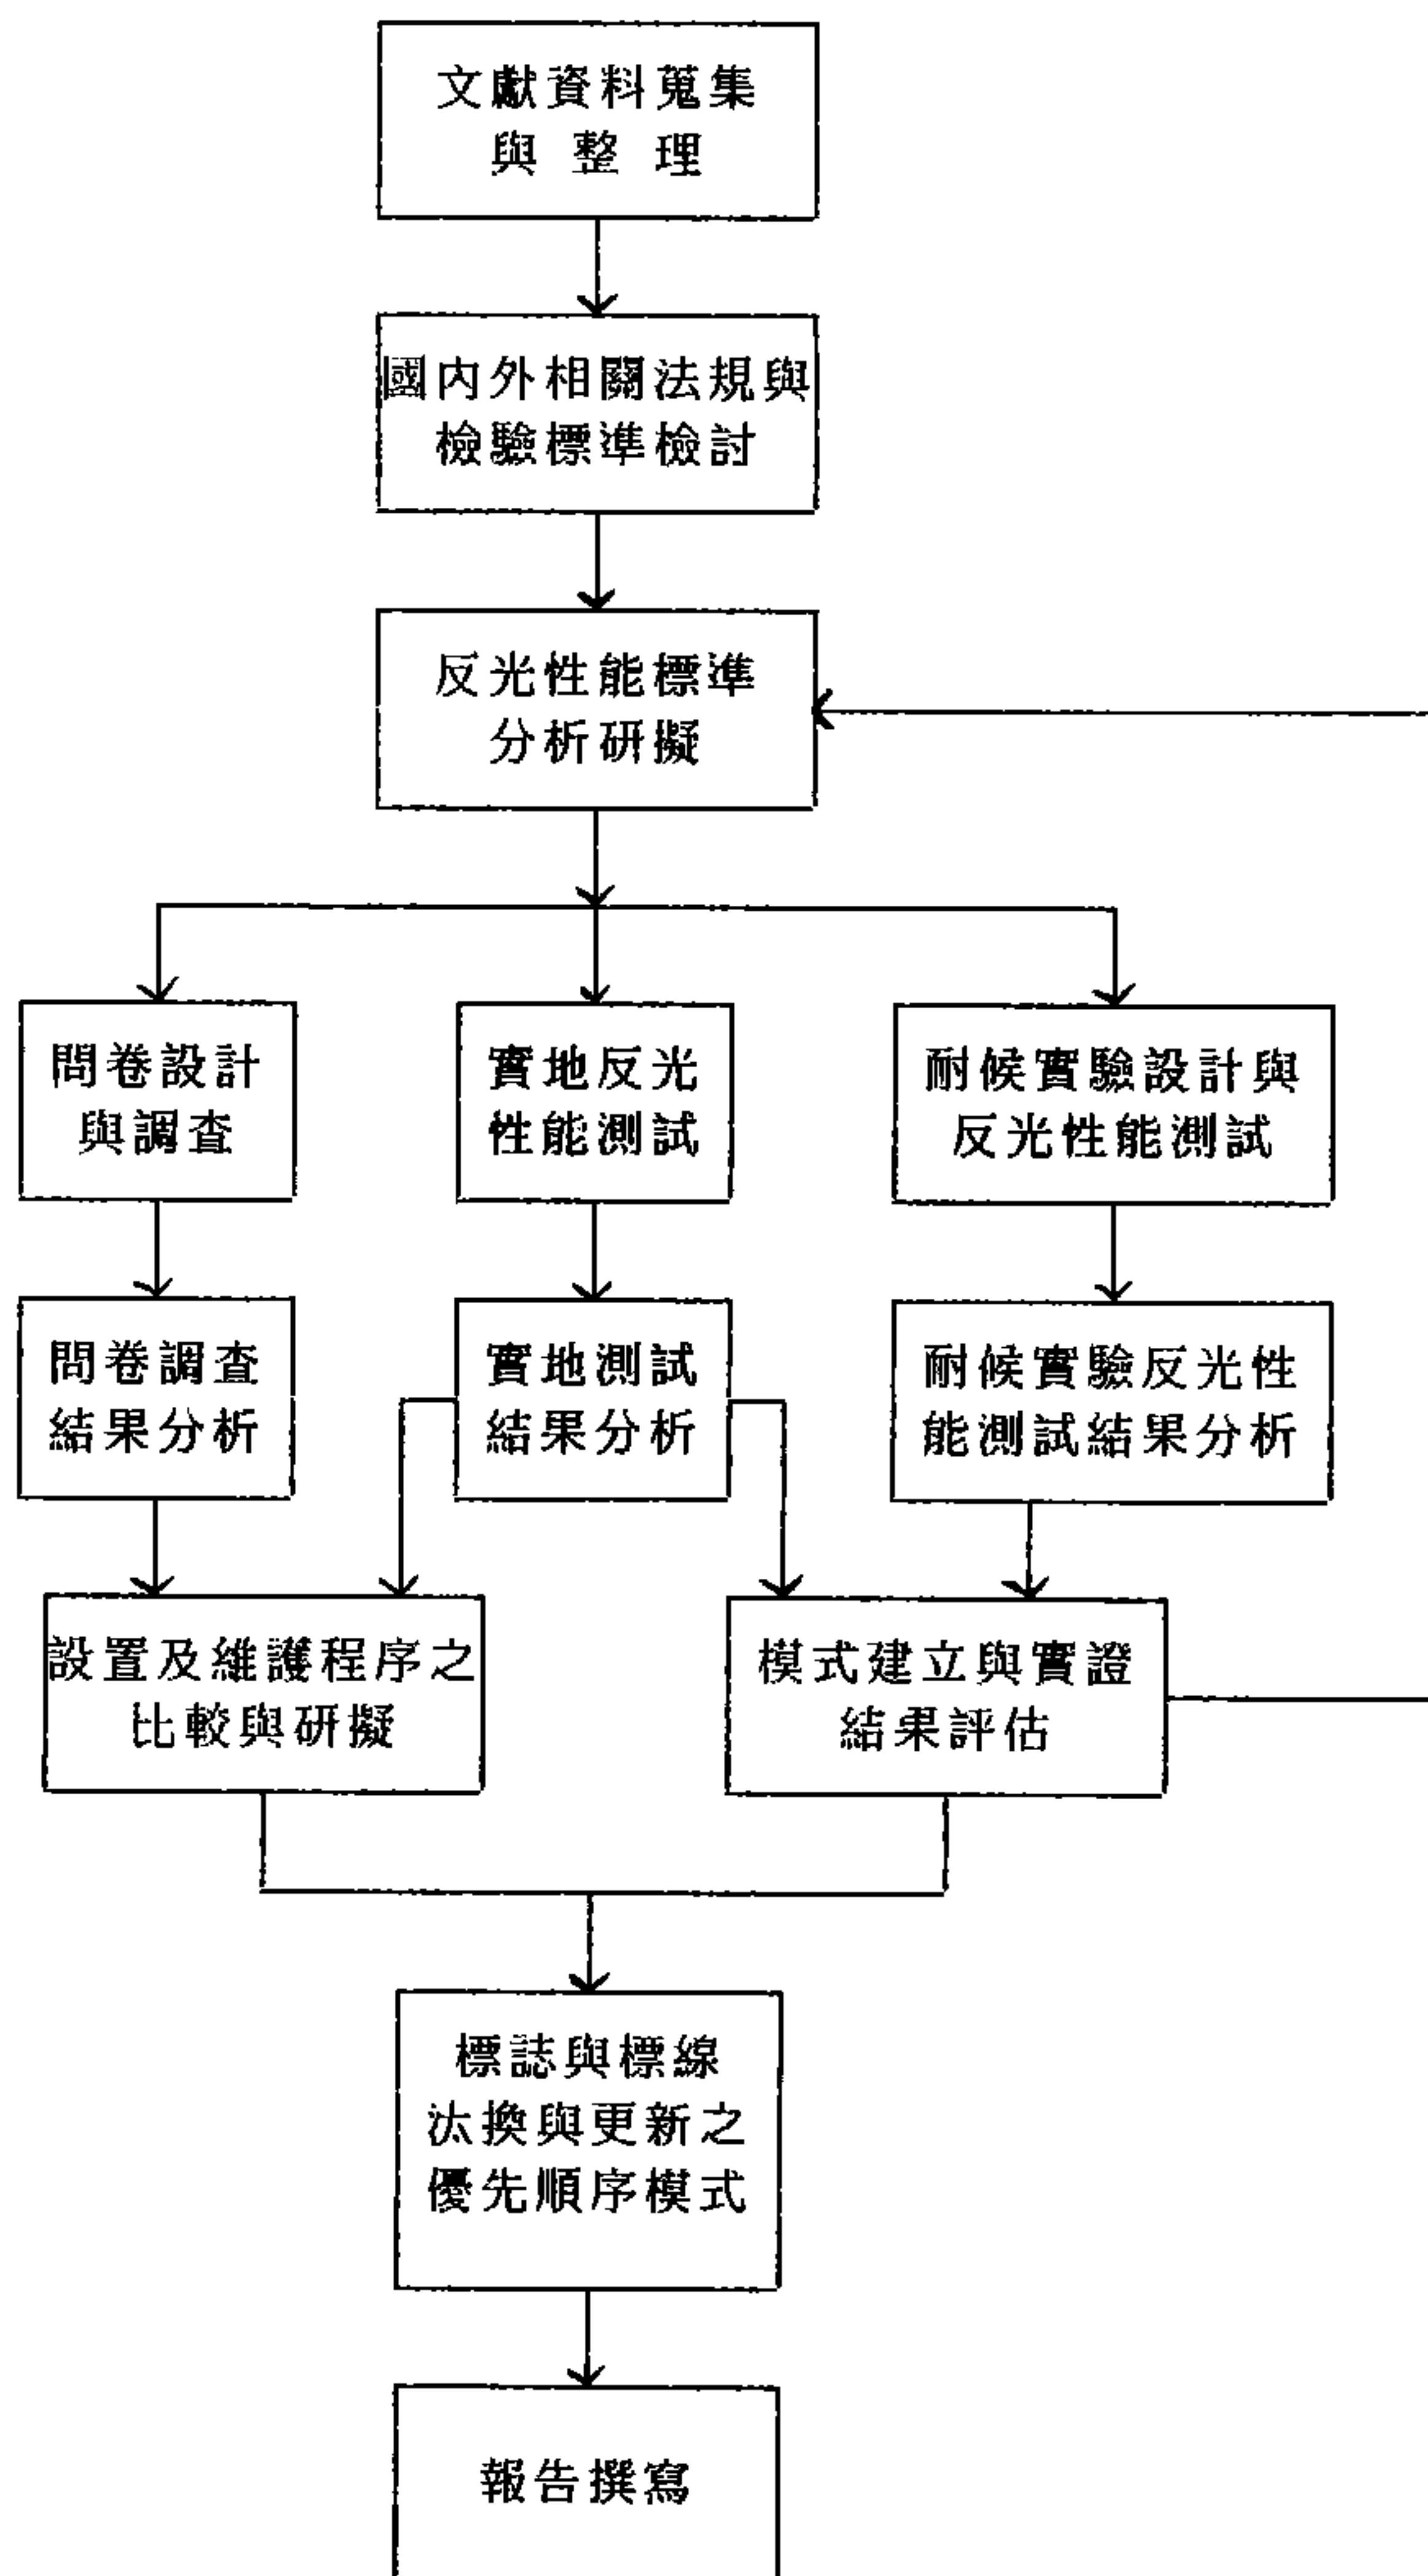 文獻資料蒐集
與整理
國內外相關法規與
檢驗標準檢討
反光性能標準
分析研擬
問卷設計
與調查
實地反光
性能測試
耐候實驗設計與
反光性能測試
問卷調查
結果分析
實地測試
結果分析
耐候實驗反光性
能測試結果分析
設置及維護程序之
比較與研擬
模式建立與實證
結果評估
標誌與標線
汰換與更新之
優先順序模式
報告撰寫